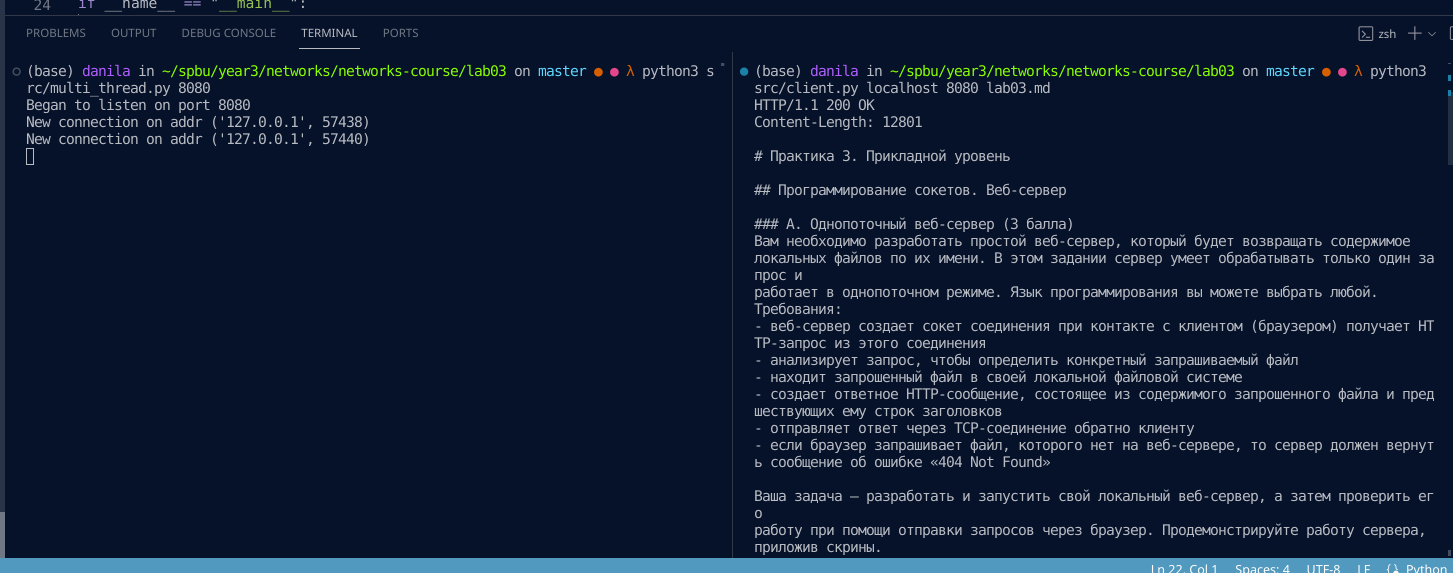 24 if __name__ == "__main__":
PROBLEMS OUTPUT DEBUG CONSOLE TERMINAL PORTS
zsh
(base) danila in ~/spbu/year3/networks/networks-course/lab03 on master λ python3 s
rc/multi_thread.py 8080
Began to listen on port 8080
New connection on addr ('127.0.0.1', 57438)
New connection on addr ('127.0.0.1', 57440)
(base) danila in ~/spbu/year3/networks/networks-course/lab03 on master λ python3
src/client.py localhost 8080 lab03.md
HTTP/1.1 200 OK
Content-Length: 12801
# Практика 3. Прикладной уровень
## Программирование сокетов. Веб-сервер
### А. Однопоточный веб-сервер (3 балла)
Вам необходимо разработать простой веб-сервер, который будет возвращать содержимое
локальных файлов по их имени. В этом задании сервер умеет обрабатывать только один за
прос и
работает в однопоточном режиме. Язык программирования вы можете выбрать любой.
Требования:
- веб-сервер создает сокет соединения при контакте с клиентом (браузером) получает HT
TP-запрос из этого соединения
- анализирует запрос, чтобы определить конкретный запрашиваемый файл
- находит запрошенный файл в своей локальной файловой системе
- создает ответное HTTP-сообщение, состоящее из содержимого запрошенного файла и пред
шествующих ему строк заголовков
- отправляет ответ через TCP-соединение обратно клиенту
- если браузер запрашивает файл, которого нет на веб-сервере, то сервер должен вернут
ь сообщение об ошибке «404 Not Found»
Ваша задача – разработать и запустить свой локальный веб-сервер, а затем проверить ег
о
работу при помощи отправки запросов через браузер. Продемонстрируйте работу сервера,
приложив скрины.
Ln 22, Col 1 Spaces: 4 UTF-8 LF Python